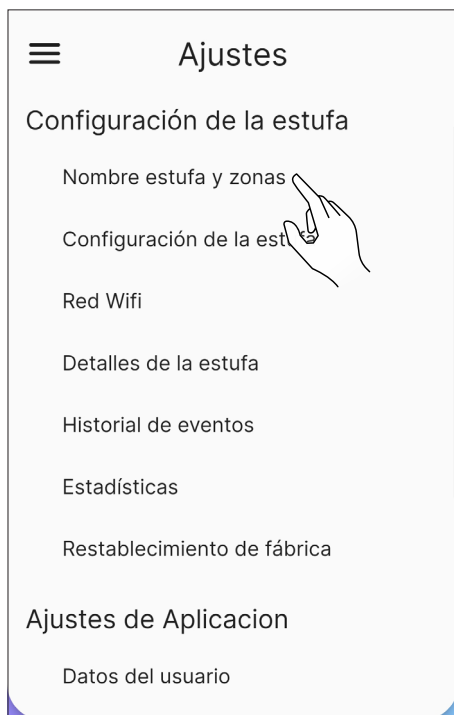 Ajustes
Configuración de la estufa
Nombre estufa y zonas
Configuración de la estufa
Red Wifi
Detalles de la estufa
Historial de eventos
Estadísticas
Restablecimiento de fábrica
Ajustes de Aplicacion
Datos del usuario